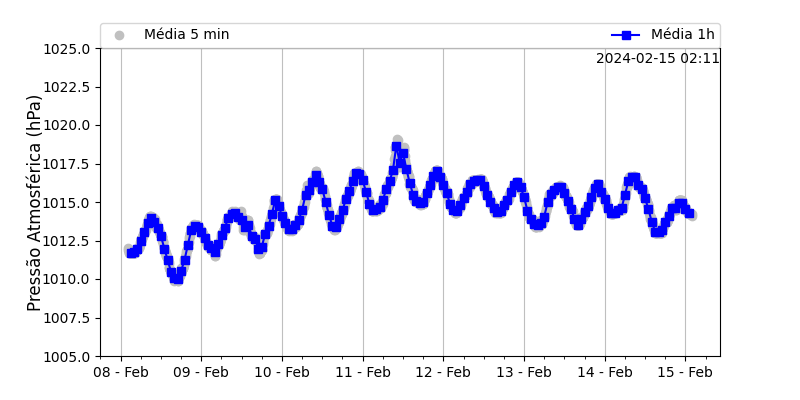 Média 5 min
Média 1h
2024-02-15 02:11
Pressão Atmosférica (hPa)
1025.0
1022.5
1020.0
1017.5
1015.0
1012.5
1010.0
1007.5
1005.0
08 - Feb
09 - Feb
10 - Feb
11 - Feb
12 - Feb
13 - Feb
14 - Feb
15 - Feb